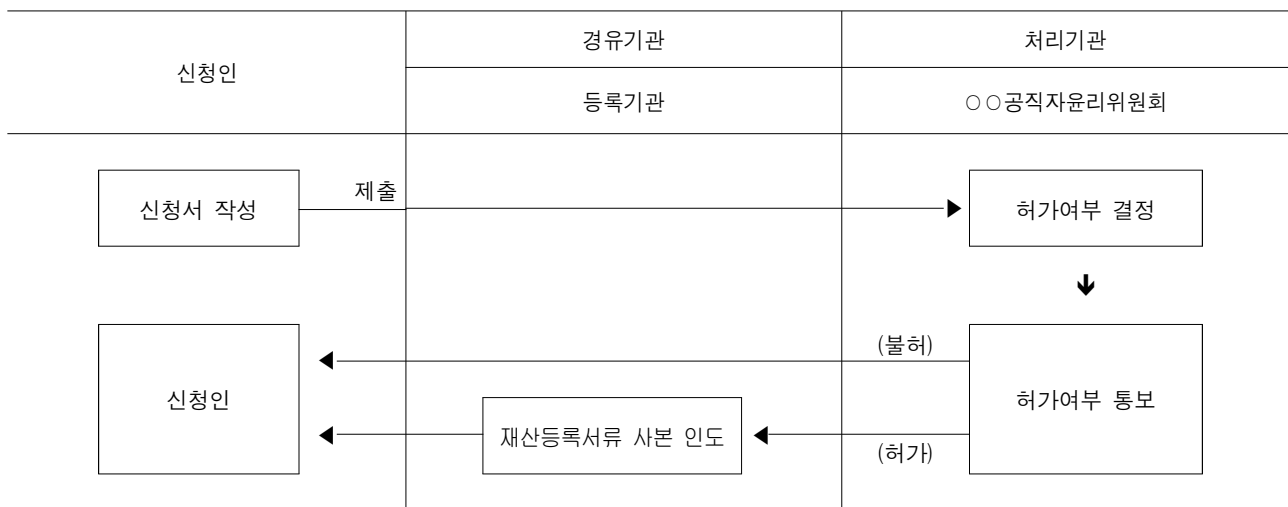 신청인
경유기관
처리기관
등록기관
○○공직자윤리위원회
신청서 작성
제출
허가여부 결정
신청인
(불허)
허가여부 통보
재산등록서류 사본 인도
(허가)